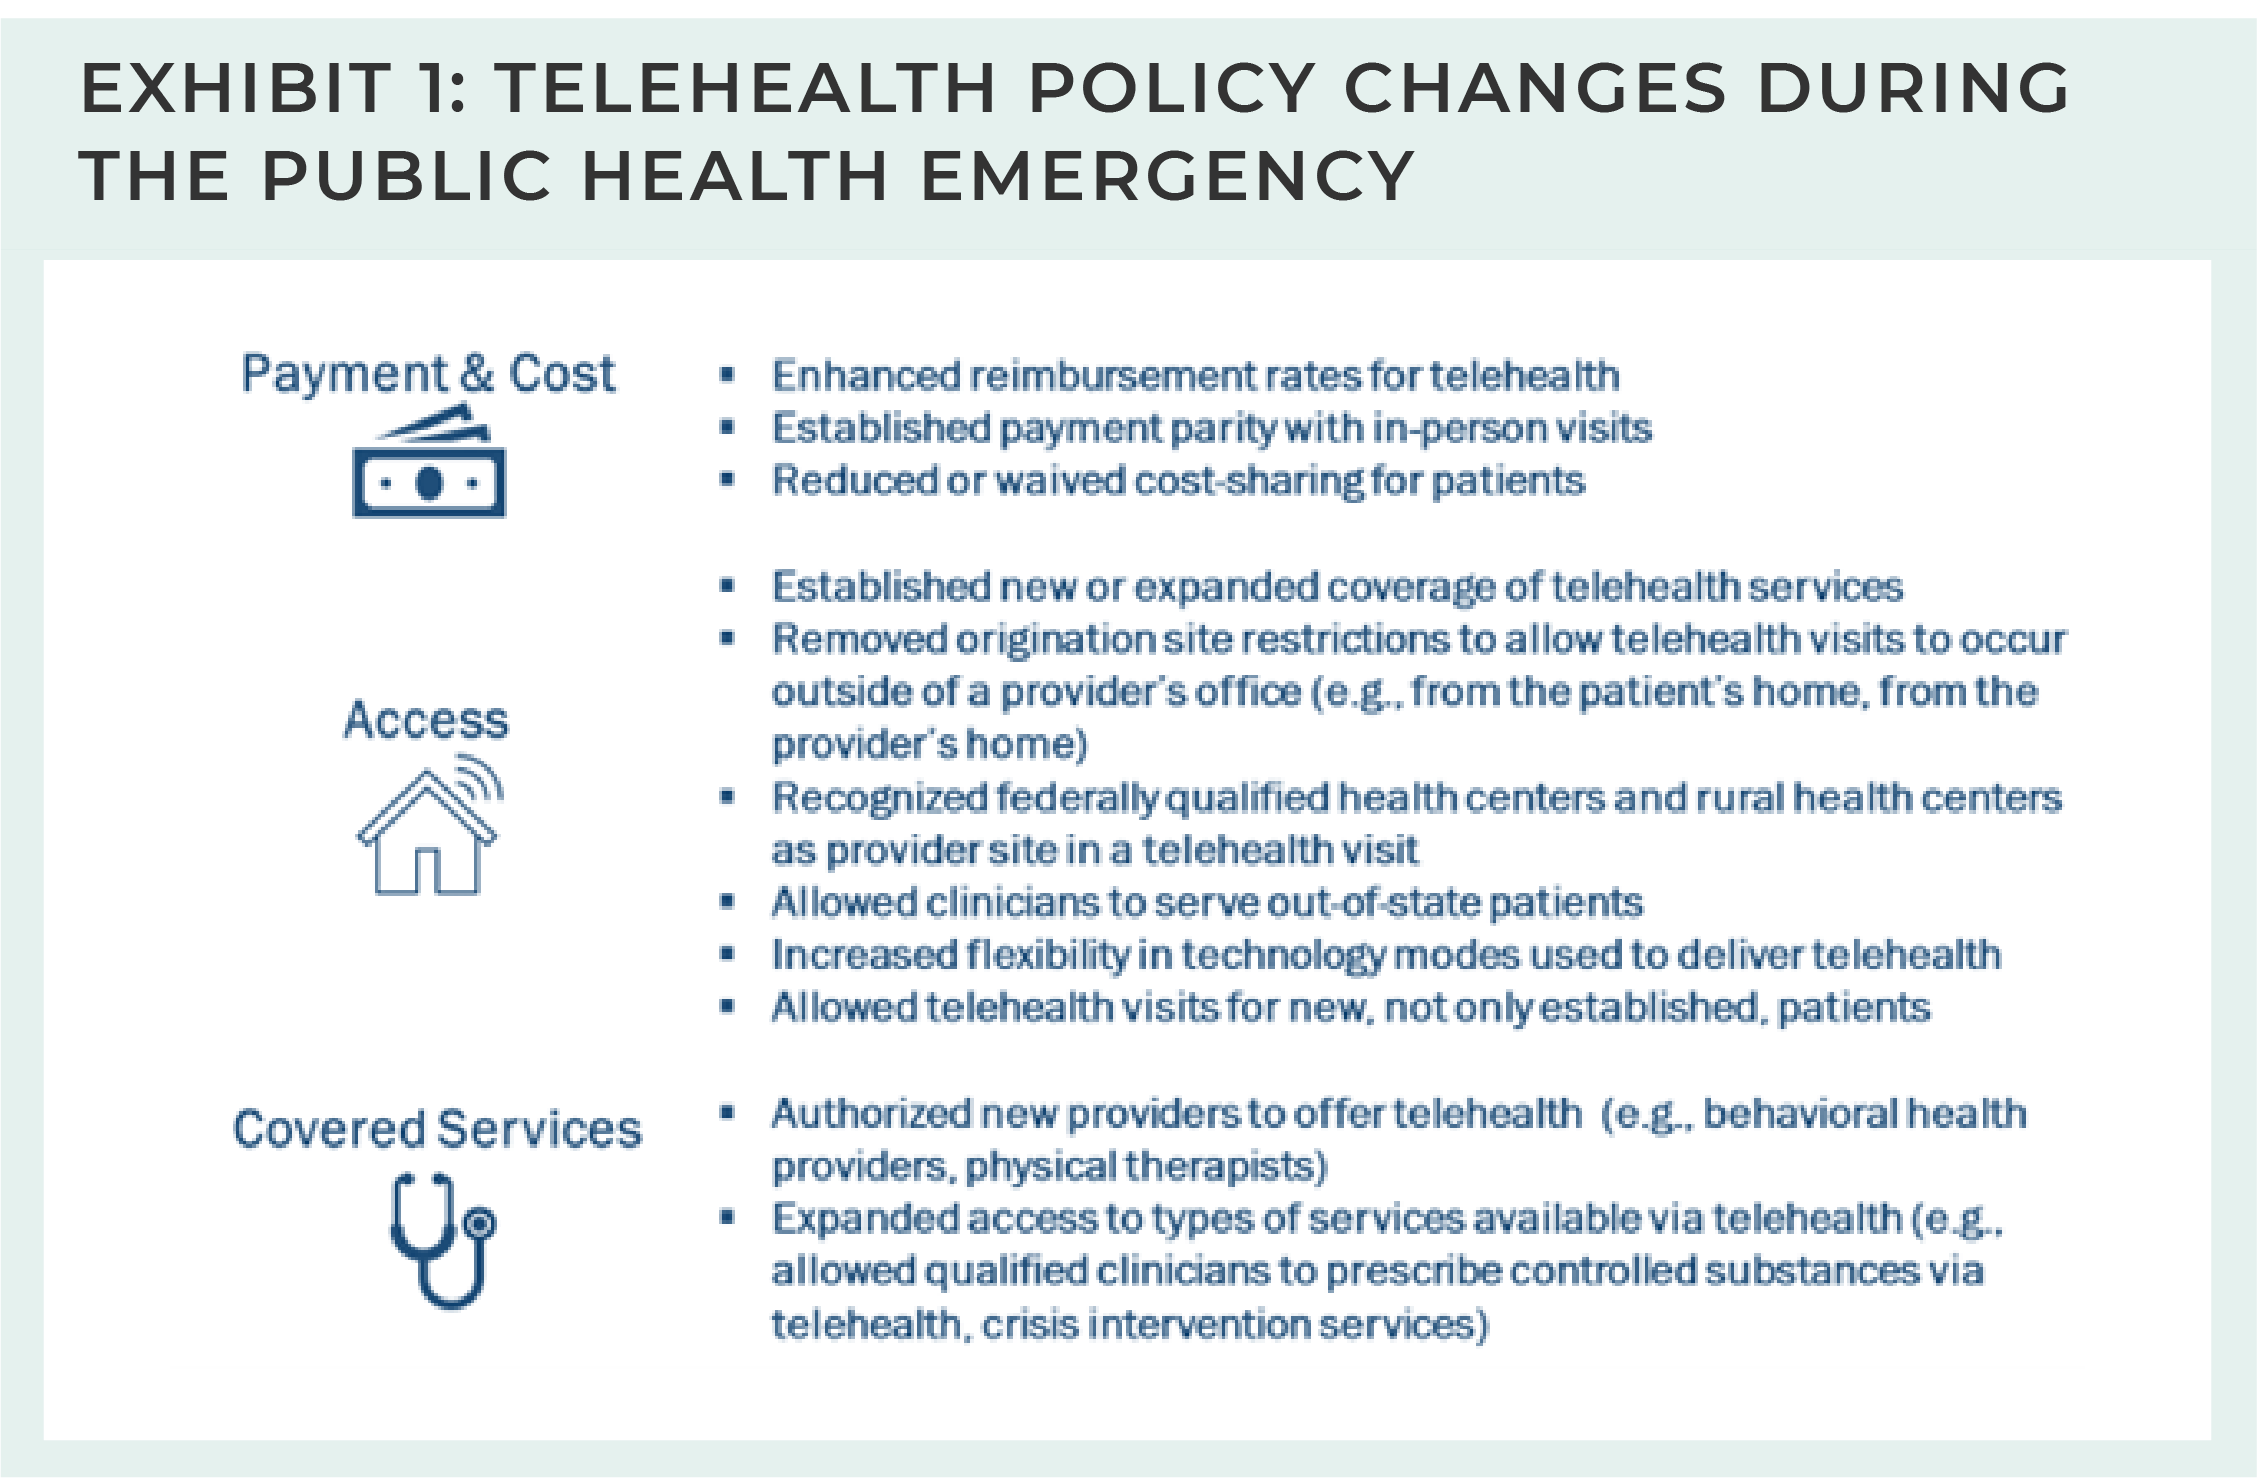 EXHIBIT 1: TELEHEALTH POLICY CHANGES DURING
THE PUBLIC HEALTH EMERGENCY
Payment & Cost
▪ Enhanced reimbursement rates for telehealth
▪ Established payment parity with in-person visits
▪ Reduced or waived cost-sharing for patients
Access
▪ Established new or expanded coverage of telehealth services
▪ Removed origination site restrictions to allow telehealth visits to occur
outside of a provider's office (e.g., from the patient's home, from the
provider's home)
▪ Recognized federally qualified health centers and rural health centers
as provider site in a telehealth visit
▪ Allowed clinicians to serve out-of-state patients
▪ Increased flexibility in technology modes used to deliver telehealth
▪ Allowed telehealth visits for new, not only established, patients
Covered Services
▪ Authorized new providers to offer telehealth (e.g., behavioral health
providers, physical therapists)
▪ Expanded access to types of services available via telehealth (e.g.,
allowed qualified clinicians to prescribe controlled substances via
telehealth, crisis intervention services)